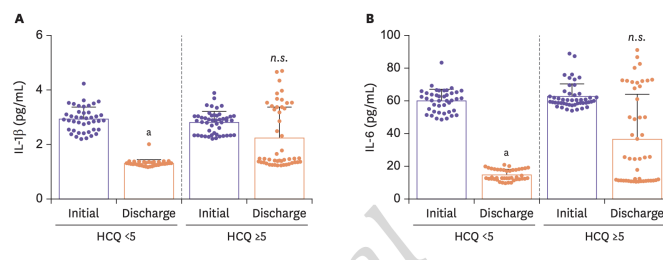 A
IL-1β (pg/mL)
6
4
2
0
a
n.s.
Initial
Discharge
Initial
Discharge
HCQ <5
HCQ ≥5
B
IL-6 (pg/mL)
100
80
60
40
20
0
a
n.s.
Initial
Discharge
Initial
Discharge
HCQ <5
HCQ ≥5